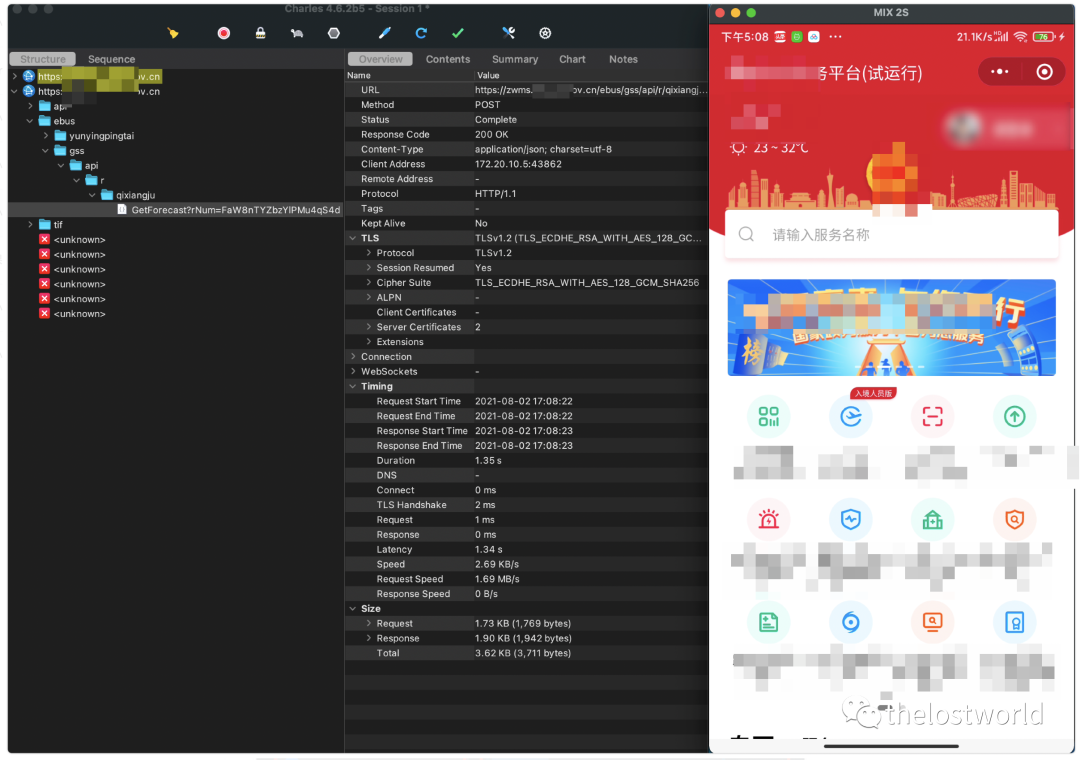 Charles 4.6.2b5 - Session 1 *
Structure Sequence
https: ov.cn
https: ov.cn
api
ebus
yunyingpingtai
gss
api
r
qixiangju
GetForecast?rNum=FaW8nTYZbzYlPMu4qS4d
tif
<unknown>
<unknown>
<unknown>
<unknown>
<unknown>
<unknown>
Overview Contents Summary Chart Notes
Name Value
URL https://zwms. ov.cn/ebus/gss/api/r/qixiangj...
Method POST
Status Complete
Response Code 200 OK
Content-Type application/json; charset=utf-8
Client Address 172.20.10.5:43862
Remote Address -
Protocol HTTP/1.1
Tags -
Kept Alive No
TLS TLSv1.2 (TLS_ECDHE_RSA_WITH_AES_128_GC...
Protocol TLSv1.2
Session Resumed Yes
Cipher Suite TLS_ECDHE_RSA_WITH_AES_128_GCM_SHA256
ALPN -
Client Certificates -
Server Certificates 2
Extensions
Connection
WebSockets -
Timing
Request Start Time 2021-08-02 17:08:22
Request End Time 2021-08-02 17:08:22
Response Start Time 2021-08-02 17:08:23
Response End Time 2021-08-02 17:08:23
Duration 1.35 s
DNS -
Connect 0 ms
TLS Handshake 2 ms
Request 1 ms
Response 0 ms
Latency 1.34 s
Speed 2.69 KB/s
Request Speed 1.69 MB/s
Response Speed 0 B/s
Size
Request 1.73 KB (1,769 bytes)
Response 1.90 KB (1,942 bytes)
Total 3.62 KB (3,711 bytes)
MIX 2S
下午5:08 ··· 21.1K/s 76
务平台(试运行)
23 ~ 32℃
请输入服务名称
行
入境人员版
thelostworld